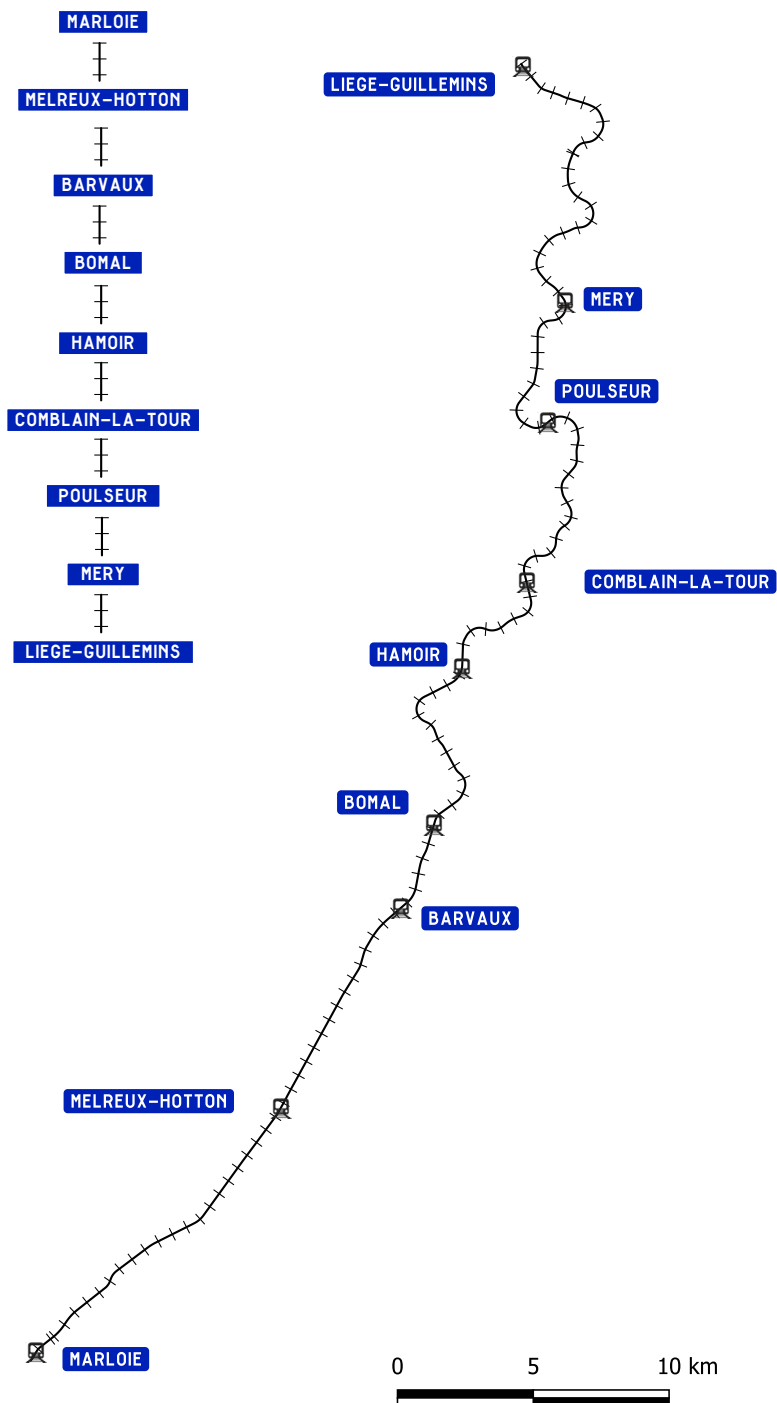 MARLOIE
MELREUX-HOTTON
BARVAUX
BOMAL
HAMOIR
COMBLAIN-LA-TOUR
POULSEUR
MERY
LIEGE-GUILLEMINS
LIEGE-GUILLEMINS
MERY
POULSEUR
COMBLAIN-LA-TOUR
HAMOIR
BOMAL
BARVAUX
MELREUX-HOTTON
MARLOIE
0 5 10 km